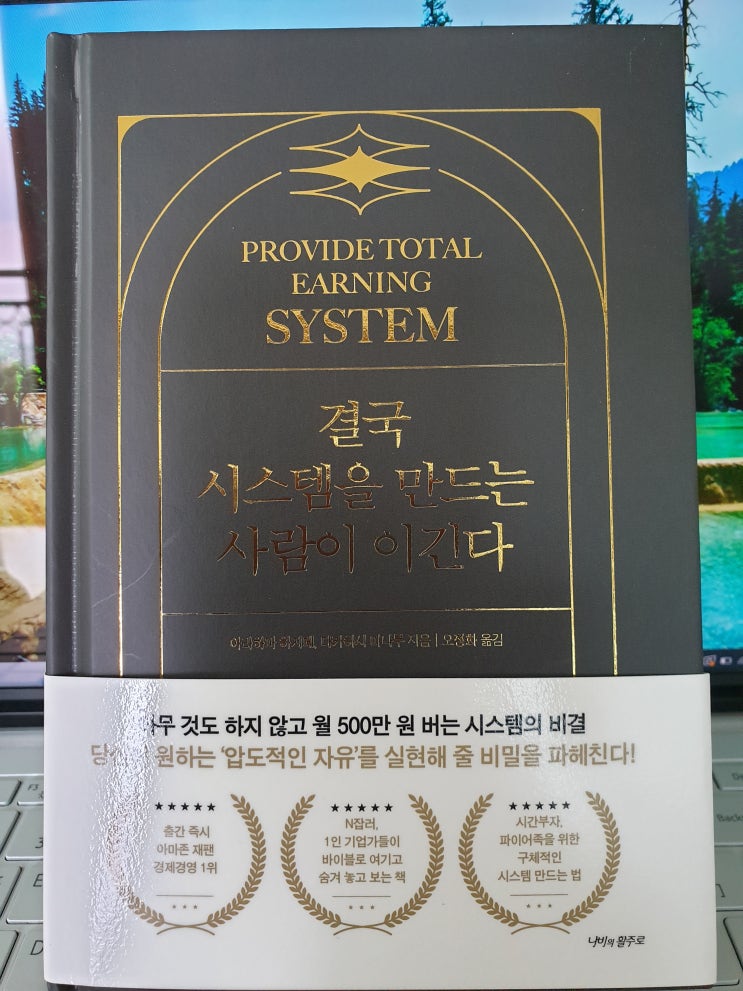 PROVIDE TOTAL
EARNING
SYSTEM
결국
시스템을 만드는
사람이 이긴다
지음 | 오정화 옮김
것도 하지 않고 월 500만 원 버는 시스템의 비결
원하는 '압도적인 자유'를 실현해 줄 비밀을 파헤친다!
★★★★★
출간 즉시
아마존 재팬
경제경영 1위
★★★
★★★★★
N잡러,
1인 기업가들이
바이블로 여기고
숨겨 놓고 보는 책
★★★
★★★★★
시간부자,
파이어족을 위한
구체적인
시스템 만드는 법
★★★
나비의 활주로